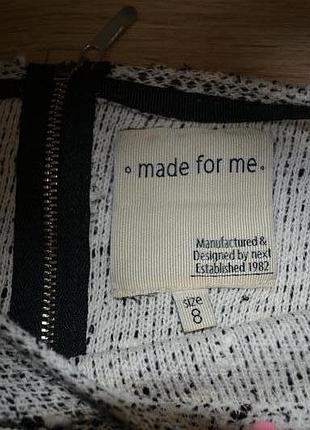 made for me
Manufactured &
Designed by next
Established 1982
size
8